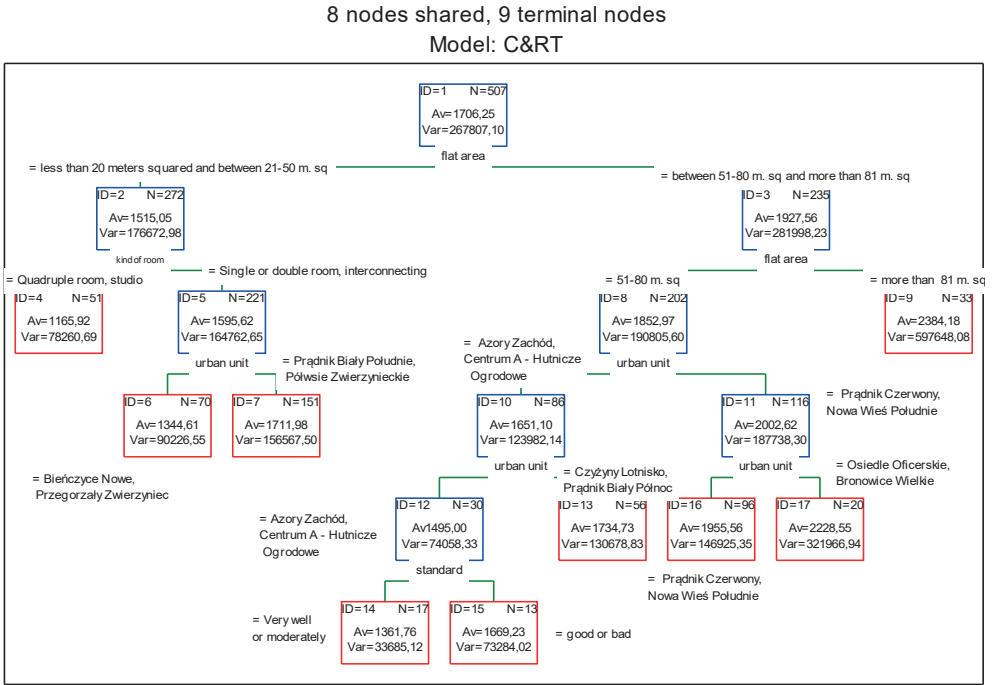 8 nodes shared, 9 terminal nodes
Model: C&RT
ID=1 N=507
Av=1706,25
Var=267807,10
flat area
= less than 20 meters squared and between 21-50 m. sq
= between 51-80 m. sq and more than 81 m. sq
ID=2 N=272
Av=1515,05
Var=176672,98
kind of room
ID=3 N=235
Av=1927,56
Var=281998,23
flat area
= Quadruple room, studio
= Single or double room, interconnecting
= 51-80 m. sq
= more than 81 m. sq
ID=4 N=51
Av=1165,92
Var=78260,69
ID=5 N=221
Av=1595,62
Var=164762,65
urban unit
ID=8 N=202
Av=1852,97
Var=190805,60
urban unit
ID=9 N=33
Av=2384,18
Var=597648,08
= Prądnik Biały Południe,
Półwsie Zwierzynieckie
= Azory Zachód,
Centrum A - Hutnicze
Ogrodowe
ID=6 N=70
Av=1344,61
Var=90226,55
ID=7 N=151
Av=1711,98
Var=156567,50
ID=10 N=86
Av=1651,10
Var=123982,14
urban unit
ID=11 N=116
Av=2002,62
Var=187738,30
urban unit
= Prądnik Czerwony,
Nowa Wieś Południe
= Bieńczyce Nowe,
Przegorzały Zwierzyniec
= Czyżyny Lotnisko,
Prądnik Biały Północ
= Osiedle Oficerskie,
Bronowice Wielkie
= Azory Zachód,
Centrum A - Hutnicze
Ogrodowe
ID=12 N=30
Av1495,00
Var=74058,33
standard
ID=13 N=56
Av=1734,73
Var=130678,83
ID=16 N=96
Av=1955,56
Var=146925,35
ID=17 N=20
Av=2228,55
Var=321966,94
= Prądnik Czerwony,
Nowa Wieś Południe
= Very well
or moderately
ID=14 N=17
Av=1361,76
Var=33685,12
ID=15 N=13
Av=1669,23
Var=73284,02
= good or bad